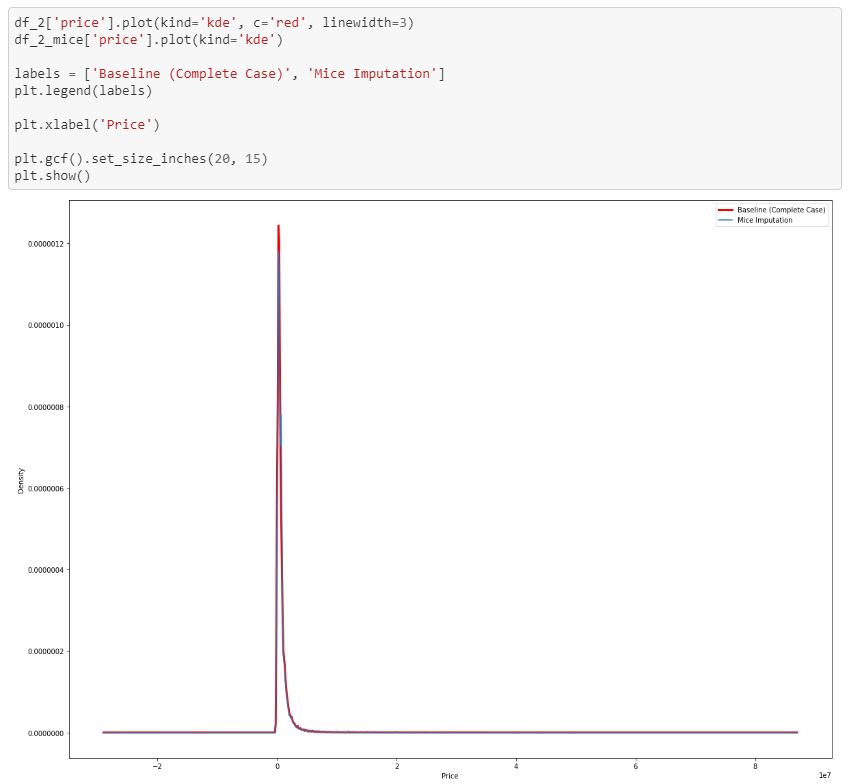 df_2['price'].plot(kind='kde', c='red', linewidth=3)
df_2_mice['price'].plot(kind='kde')
labels = ['Baseline (Complete Case)', 'Mice Imputation']
plt.legend(labels)
plt.xlabel('Price')
plt.gcf().set_size_inches(20, 15)
plt.show()
Baseline (Complete Case)
Mice Imputation
0.0000012
0.0000010
0.0000008
0.0000006
0.0000004
0.0000002
0.0000000
Density
−2 0 2 4 6 8
1e7
Price